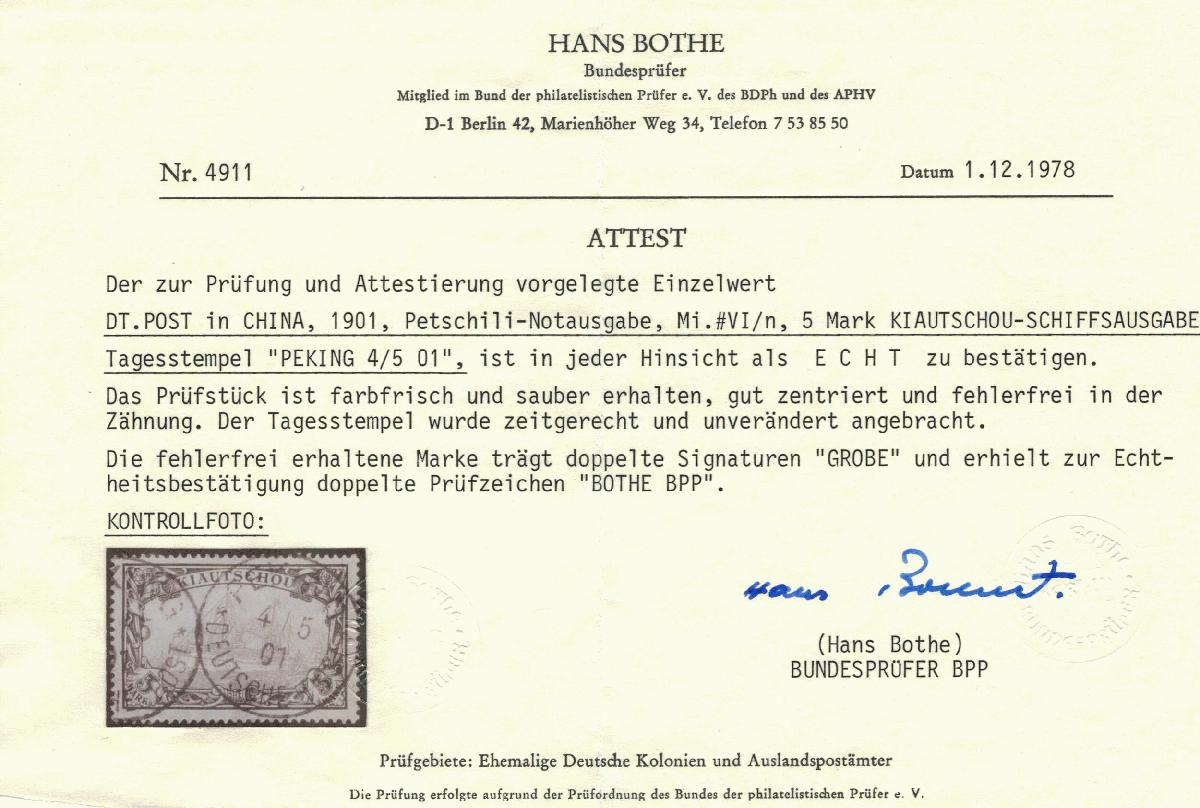 HANS BOTHE
Bundesprüfer
Mitglied im Bund der philatelistischen Prüfer e. V. des BDPh und des APHV
D-1 Berlin 42, Marienhöher Weg 34, Telefon 7 53 85 50
Nr. 4911 Datum 1.12.1978
ATTEST
Der zur Prüfung und Attestierung vorgelegte Einzelwert
DT.POST in CHINA, 1901, Petschili-Notausgabe, Mi.#VI/n, 5 Mark KIAUTSCHOU-SCHIFFSAUSGABE
Tagesstempel "PEKING 4/5 01", ist in jeder Hinsicht als E C H T zu bestätigen.
Das Prüfstück ist farbfrisch und sauber erhalten, gut zentriert und fehlerfrei in der
Zähnung. Der Tagesstempel wurde zeitgerecht und unverändert angebracht.
Die fehlerfrei erhaltene Marke trägt doppelte Signaturen "GROBE" und erhielt zur Echt-
heitsbestätigung doppelte Prüfzeichen "BOTHE BPP".
KONTROLLFOTO:
KIAUTSCHOU
4 5
01
DEUTSCHE
5 5
(Hans Bothe)
BUNDESPRÜFER BPP
Prüfgebiete: Ehemalige Deutsche Kolonien und Auslandspostämter
Die Prüfung erfolgte aufgrund der Prüfordnung des Bundes der philatelistischen Prüfer e. V.